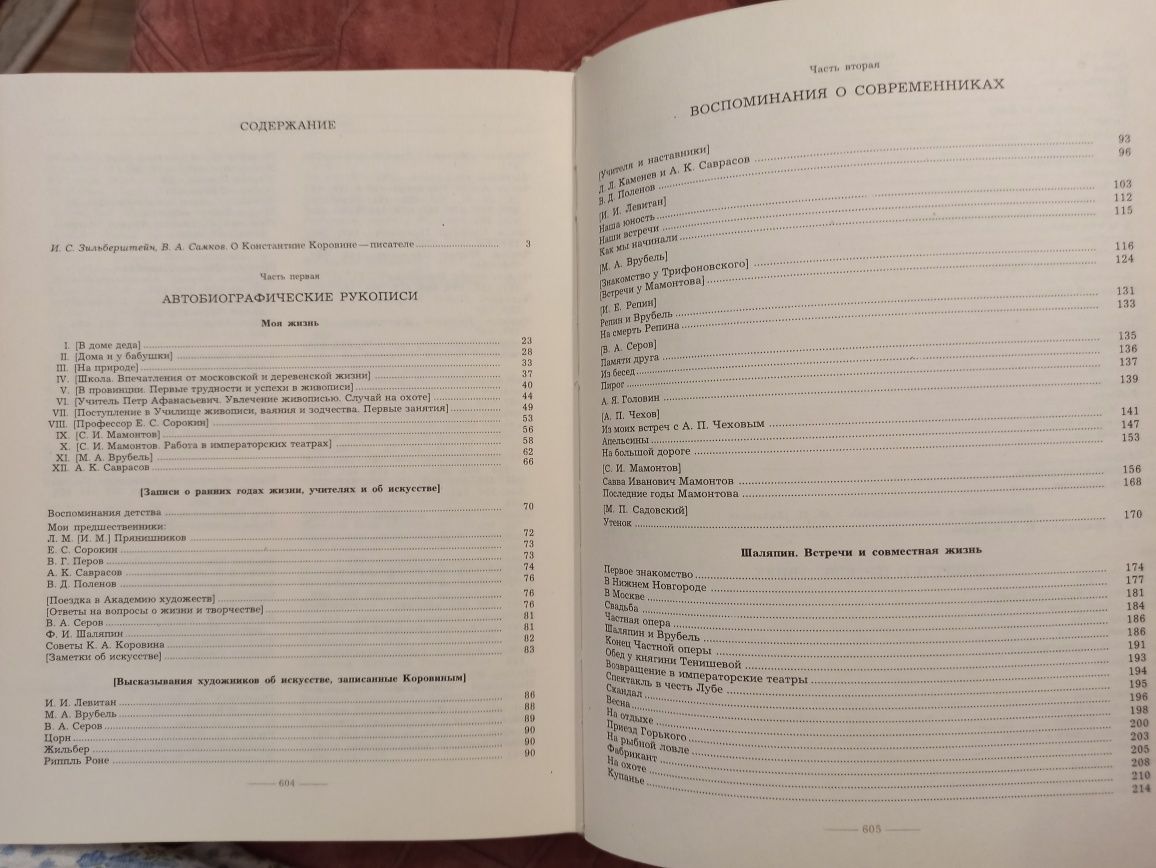 СОДЕРЖАНИЕ
И. С. Зильберштейн, В. А. Самков. О Константине Коровине — писателе 3
Часть первая
АВТОБИОГРАФИЧЕСКИЕ РУКОПИСИ
Моя жизнь
I. [В доме деда] 23
II. [Дома и у бабушки] 28
III. [На природе] 33
IV. [Школа. Впечатления от московской и деревенской жизни] 37
V. [В провинции. Первые трудности и успехи в живописи] 40
VI. [Учитель Петр Афанасьевич. Увлечение живописью. Случай на охоте] 44
VII. [Поступление в Училище живописи, ваяния и зодчества. Первые занятия] 49
VIII. [Профессор Е. С. Сорокин] 53
IX. [С. И. Мамонтов] 56
X. [С. И. Мамонтов. Работа в императорских театрах] 58
XI. [М. А. Врубель] 62
XII. А. К. Саврасов 66
[Записи о ранних годах жизни, учителях и об искусстве]
Воспоминания детства 70
Мои предшественники:
Л. М. [И. М.] Прянишников 72
Е. С. Сорокин 73
В. Г. Перов 73
А. К. Саврасов 74
В. Д. Поленов 76
[Поездка в Академию художеств] 76
[Ответы на вопросы о жизни и творчестве] 76
В. А. Серов 81
Ф. И. Шаляпин 81
Советы К. А. Коровина 82
[Заметки об искусстве] 83
[Высказывания художников об искусстве, записанные Коровиным]
И. И. Левитан 86
М. А. Врубель 88
В. А. Серов 89
Цорн 90
Жильбер 90
Риппль Роне 90
604
Часть вторая
ВОСПОМИНАНИЯ О СОВРЕМЕННИКАХ
[Учителя и наставники]
Л. Л. Каменев и А. К. Саврасов 93
В. Д. Поленов 96
[И. И. Левитан]
Наша юность 103
Наши встречи 112
Как мы начинали 115
[М. А. Врубель]
[Знакомство у Трифоновского] 116
[Встречи у Мамонтова] 124
[И. Е. Репин]
Репин и Врубель 131
На смерть Репина 133
[В. А. Серов]
Памяти друга 135
Из бесед 136
Пирог 137
А. Я. Головин 139
[А. П. Чехов]
Из моих встреч с А. П. Чеховым 141
Апельсины 147
На большой дороге 153
[С. И. Мамонтов]
Савва Иванович Мамонтов 156
Последние годы Мамонтова 168
[М. П. Садовский]
Утенок 170
Шаляпин. Встречи и совместная жизнь
Первое знакомство 174
В Нижнем Новгороде 177
В Москве 181
Свадьба 184
Частная опера 186
Шаляпин и Врубель 186
Конец Частной оперы 191
Обед у княгини Тенишевой 193
Возвращение в императорские театры 194
Спектакль в честь Лубе 195
Скандал 196
Весна 198
На отдыхе 200
Приезд Горького 203
На рыбной ловле 205
Фабрикант 208
На охоте 210
Купанье 214
605